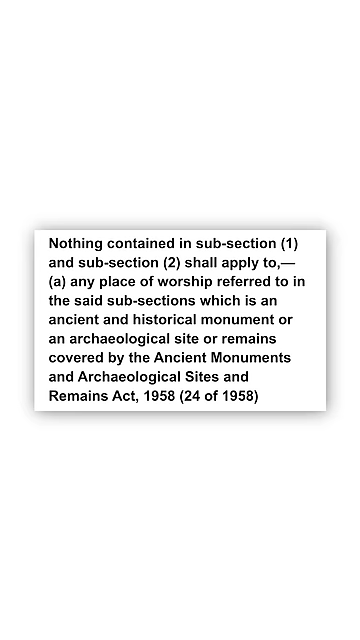 Nothing contained in sub-section (1)
and sub-section (2) shall apply to,—
(a) any place of worship referred to in
the said sub-sections which is an
ancient and historical monument or
an archaeological site or remains
covered by the Ancient Monuments
and Archaeological Sites and
Remains Act, 1958 (24 of 1958)